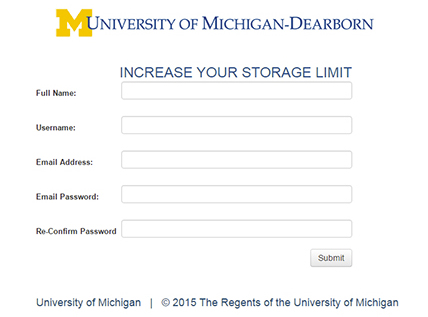 M UNIVERSITY OF MICHIGAN-DEARBORN
INCREASE YOUR STORAGE LIMIT
Full Name:
Username:
Email Address:
Email Password:
Re-Confirm Password
Submit
University of Michigan | © 2015 The Regents of the University of Michigan